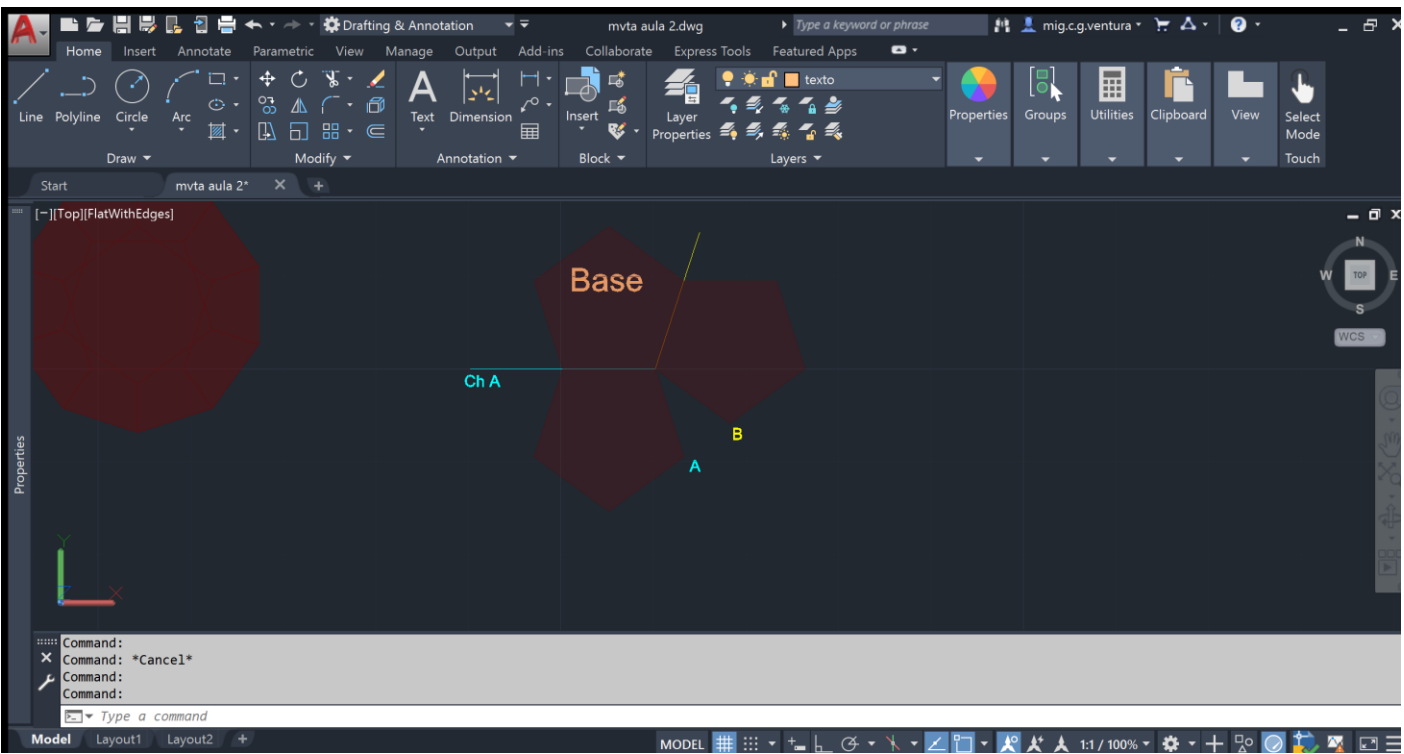 A Drafting & Annotation mvta aula 2.dwg Type a keyword or phrase mig.c.g.ventura ?
Home Insert Annotate Parametric View Manage Output Add-ins Collaborate Express Tools Featured Apps
texto
Line Polyline Circle Arc A Text Dimension Insert Layer Properties Properties Groups Utilities Clipboard View Select Mode
Draw Modify Annotation Block Layers Touch
Start mvta aula 2* +
[−][Top][FlatWithEdges]
N
W TOP E
S
WCS
Base
Ch A
B
A
Properties
Y
Z X
Command:
Command: *Cancel*
Command:
Command:
Type a command
Model Layout1 Layout2 + MODEL 1:1 / 100%